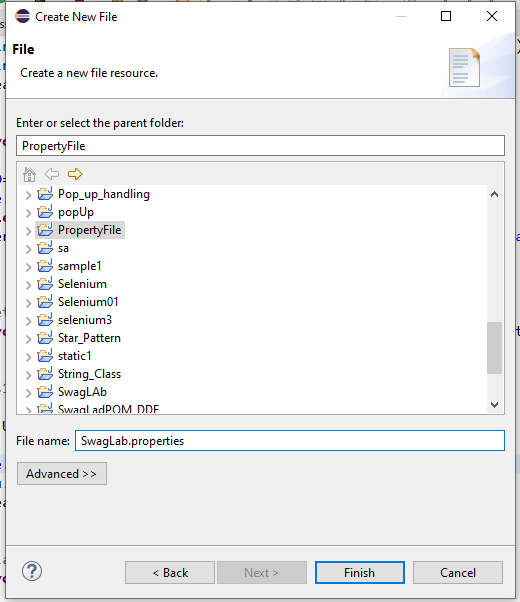 Create New File
File
Create a new file resource.
Enter or select the parent folder:
PropertyFile
Pop_up_handling
popUp
PropertyFile
sa
sample1
Selenium
Selenium01
selenium3
Star_Pattern
static1
String_Class
SwagLAb
SwagLadPOM_DDF
File name: SwagLab.properties
Advanced >>
< Back Next > Finish Cancel